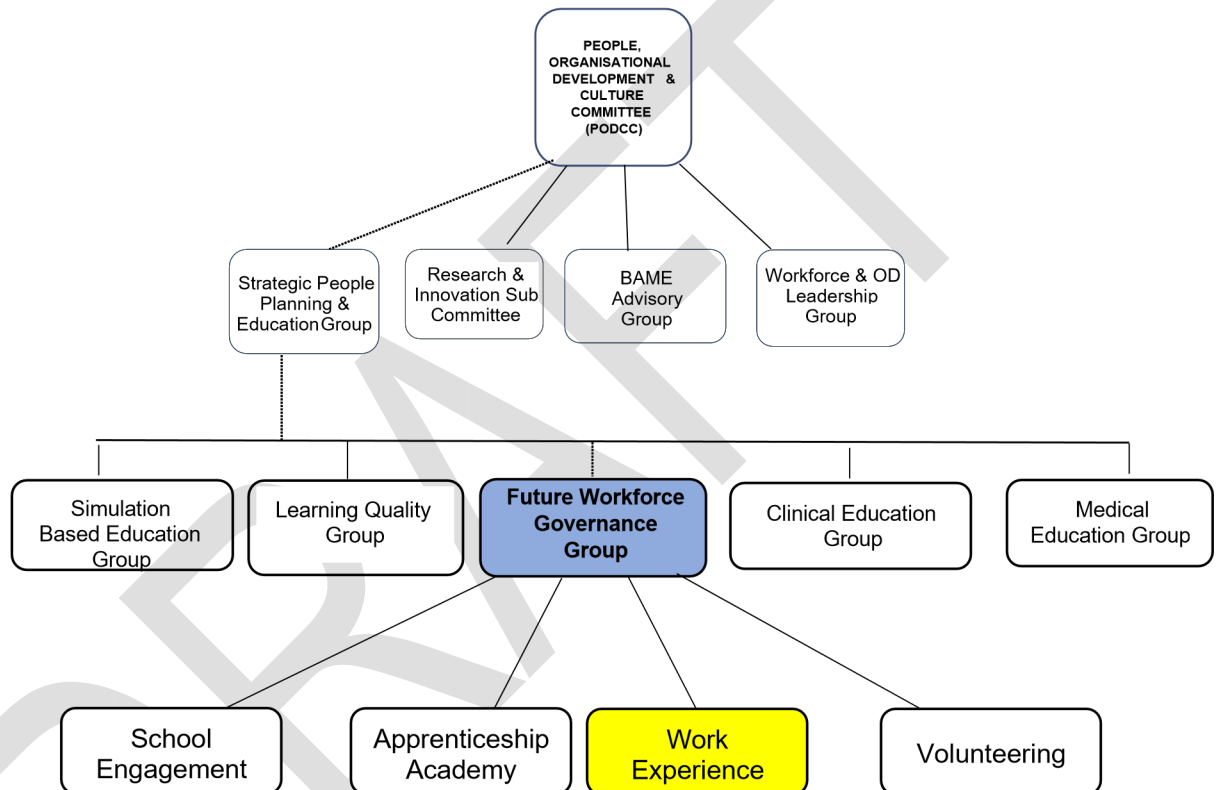 PEOPLE,
ORGANISATIONAL
DEVELOPMENT &
CULTURE
COMMITTEE
(PODCC)
Strategic People
Planning &
Education Group
Research &
Innovation Sub
Committee
BAME
Advisory
Group
Workforce & OD
Leadership
Group
Simulation
Based Education
Group
Learning Quality
Group
Future Workforce
Governance
Group
Clinical Education
Group
Medical
Education Group
School
Engagement
Apprenticeship
Academy
Work
Experience
Volunteering
DRAFT